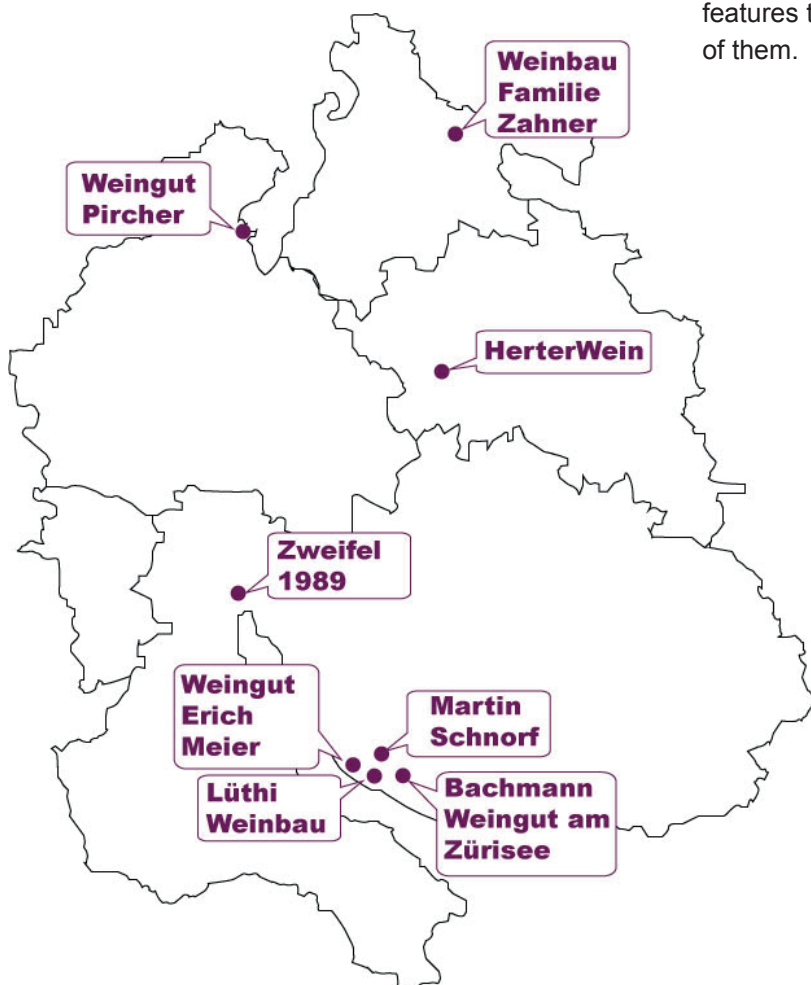 features t
of them.
Weinbau
Familie
Zahner
Weingut
Pircher
HerterWein
Zweifel
1989
Weingut
Erich
Meier
Martin
Schnorf
Lüthi
Weinbau
Bachmann
Weingut am
Zürisee